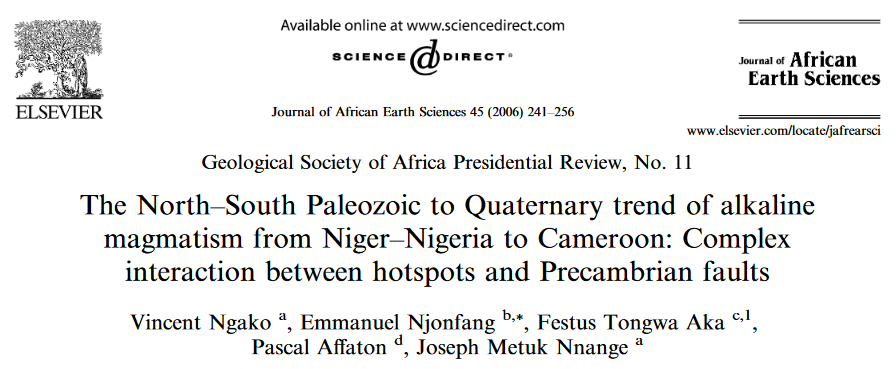 Available online at www.sciencedirect.com
SCIENCE DIRECT®
ELSEVIER
Journal of African Earth Sciences 45 (2006) 241–256
Journal of African
Earth Sciences
www.elsevier.com/locate/jafrearsci
Geological Society of Africa Presidential Review, No. 11
The North–South Paleozoic to Quaternary trend of alkaline
magmatism from Niger–Nigeria to Cameroon: Complex
interaction between hotspots and Precambrian faults
Vincent Ngako a, Emmanuel Njonfang b,*, Festus Tongwa Aka c,1,
Pascal Affaton d, Joseph Metuk Nnange a